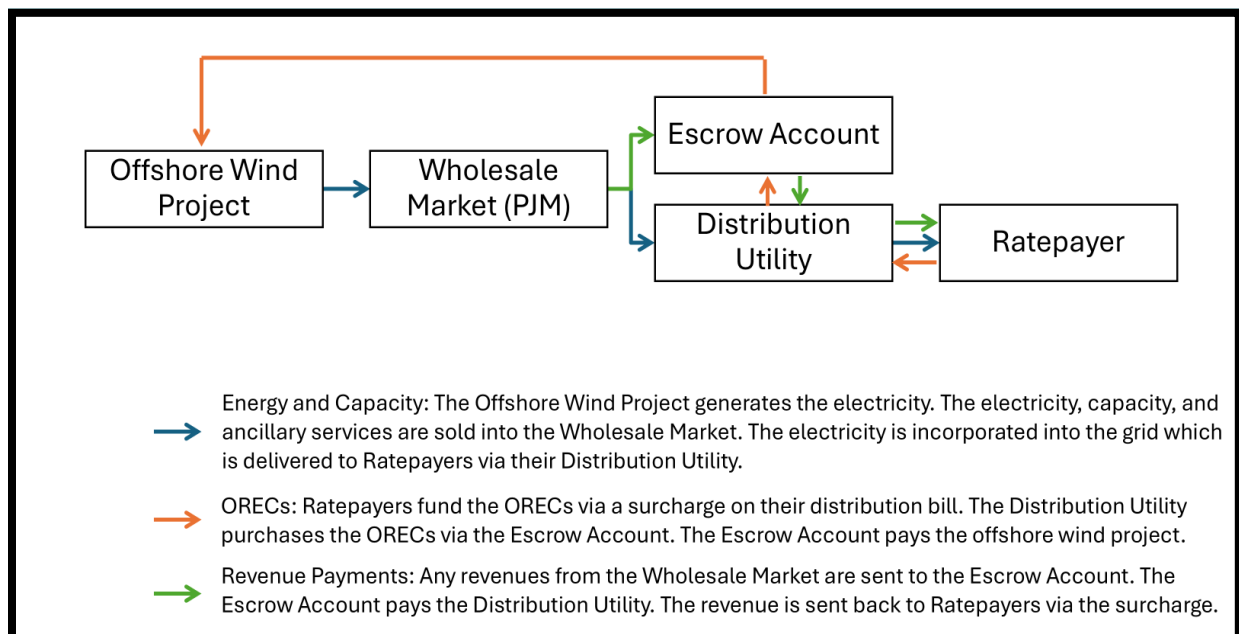 Escrow Account
Offshore Wind
Project
Wholesale
Market (PJM)
Distribution
Utility
Ratepayer
Energy and Capacity: The Offshore Wind Project generates the electricity. The electricity, capacity, and
ancillary services are sold into the Wholesale Market. The electricity is incorporated into the grid which
is delivered to Ratepayers via their Distribution Utility.
ORECs: Ratepayers fund the ORECs via a surcharge on their distribution bill. The Distribution Utility
purchases the ORECs via the Escrow Account. The Escrow Account pays the offshore wind project.
Revenue Payments: Any revenues from the Wholesale Market are sent to the Escrow Account. The
Escrow Account pays the Distribution Utility. The revenue is sent back to Ratepayers via the surcharge.